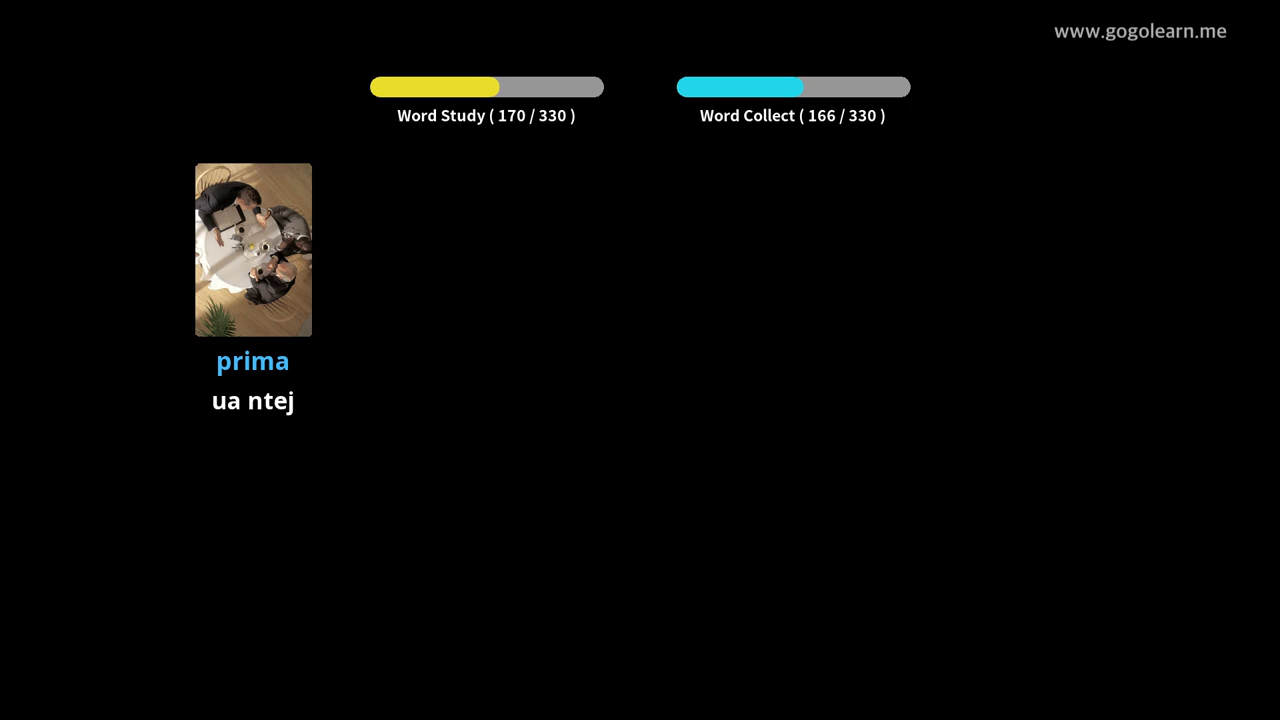 www.gogolearn.me
Word Study ( 170 / 330 )
Word Collect ( 166 / 330 )
prima
ua ntej